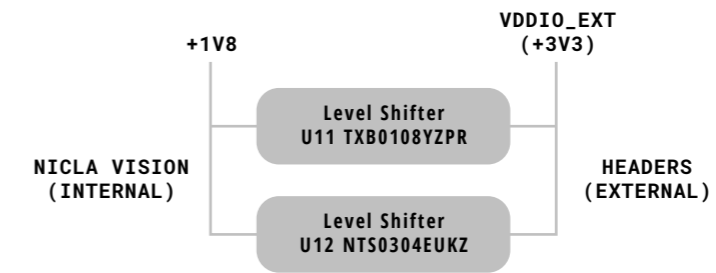 VDDIO_EXT
(+3V3)
+1V8
Level Shifter
U11 TXB0108YZPR
NICLA VISION
(INTERNAL)
HEADERS
(EXTERNAL)
Level Shifter
U12 NTS0304EUKZ